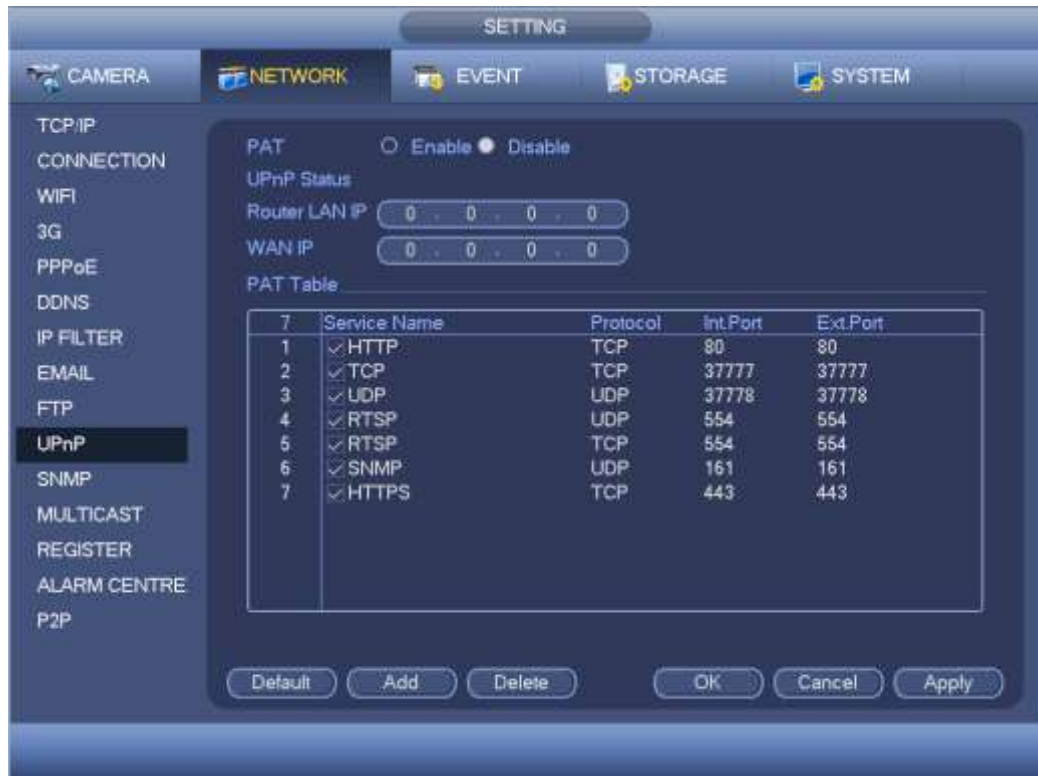 SETTING
CAMERA NETWORK EVENT STORAGE SYSTEM
TCP/IP
CONNECTION
WIFI
3G
PPPoE
DDNS
IP FILTER
EMAIL
FTP
UPnP
SNMP
MULTICAST
REGISTER
ALARM CENTRE
P2P
PAT Enable Disable
UPnP Status
Router LAN IP 0 . 0 . 0 . 0
WAN IP 0 . 0 . 0 . 0
PAT Table
7 Service Name Protocol Int.Port Ext.Port
1 HTTP TCP 80 80
2 TCP TCP 37777 37777
3 UDP UDP 37778 37778
4 RTSP UDP 554 554
5 RTSP TCP 554 554
6 SNMP UDP 161 161
7 HTTPS TCP 443 443
Default Add Delete OK Cancel Apply